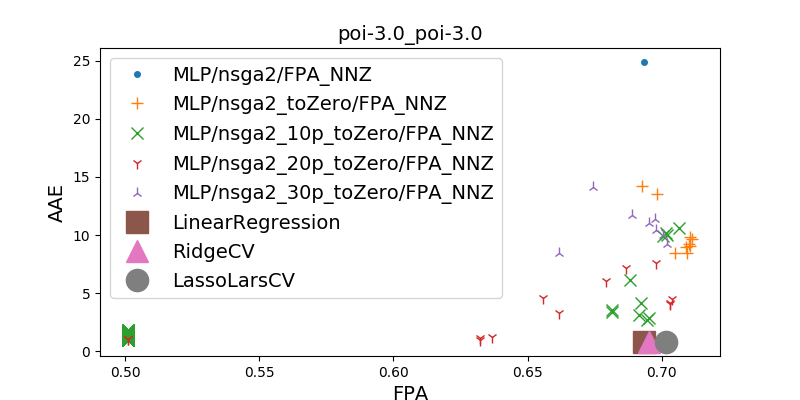 poi-3.0_poi-3.0
25
20
15
10
5
0
AAE
MLP/nsga2/FPA_NNZ
MLP/nsga2_toZero/FPA_NNZ
MLP/nsga2_10p_toZero/FPA_NNZ
MLP/nsga2_20p_toZero/FPA_NNZ
MLP/nsga2_30p_toZero/FPA_NNZ
LinearRegression
RidgeCV
LassoLarsCV
0.50 0.55 0.60 0.65 0.70
FPA